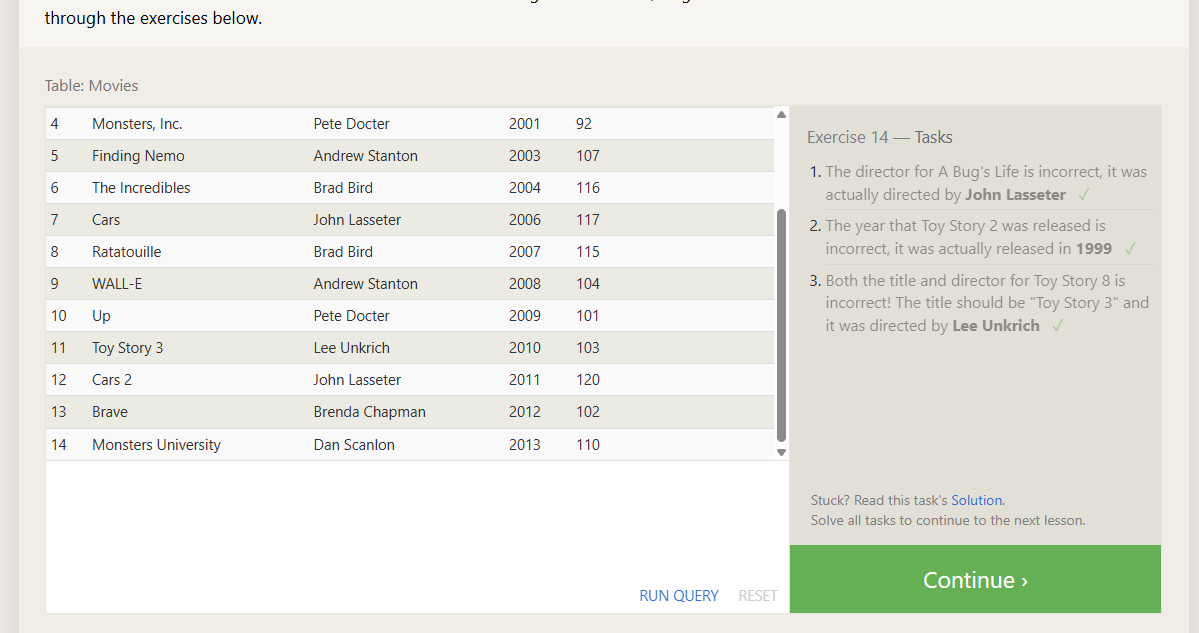 through the exercises below.
Table: Movies
4 Monsters, Inc. Pete Docter 2001 92
5 Finding Nemo Andrew Stanton 2003 107
6 The Incredibles Brad Bird 2004 116
7 Cars John Lasseter 2006 117
8 Ratatouille Brad Bird 2007 115
9 WALL-E Andrew Stanton 2008 104
10 Up Pete Docter 2009 101
11 Toy Story 3 Lee Unkrich 2010 103
12 Cars 2 John Lasseter 2011 120
13 Brave Brenda Chapman 2012 102
14 Monsters University Dan Scanlon 2013 110
RUN QUERY RESET
Exercise 14 — Tasks
1. The director for A Bug's Life is incorrect, it was
actually directed by John Lasseter ✓
2. The year that Toy Story 2 was released is
incorrect, it was actually released in 1999 ✓
3. Both the title and director for Toy Story 8 is
incorrect! The title should be "Toy Story 3" and
it was directed by Lee Unkrich ✓
Stuck? Read this task's Solution.
Solve all tasks to continue to the next lesson.
Continue ›